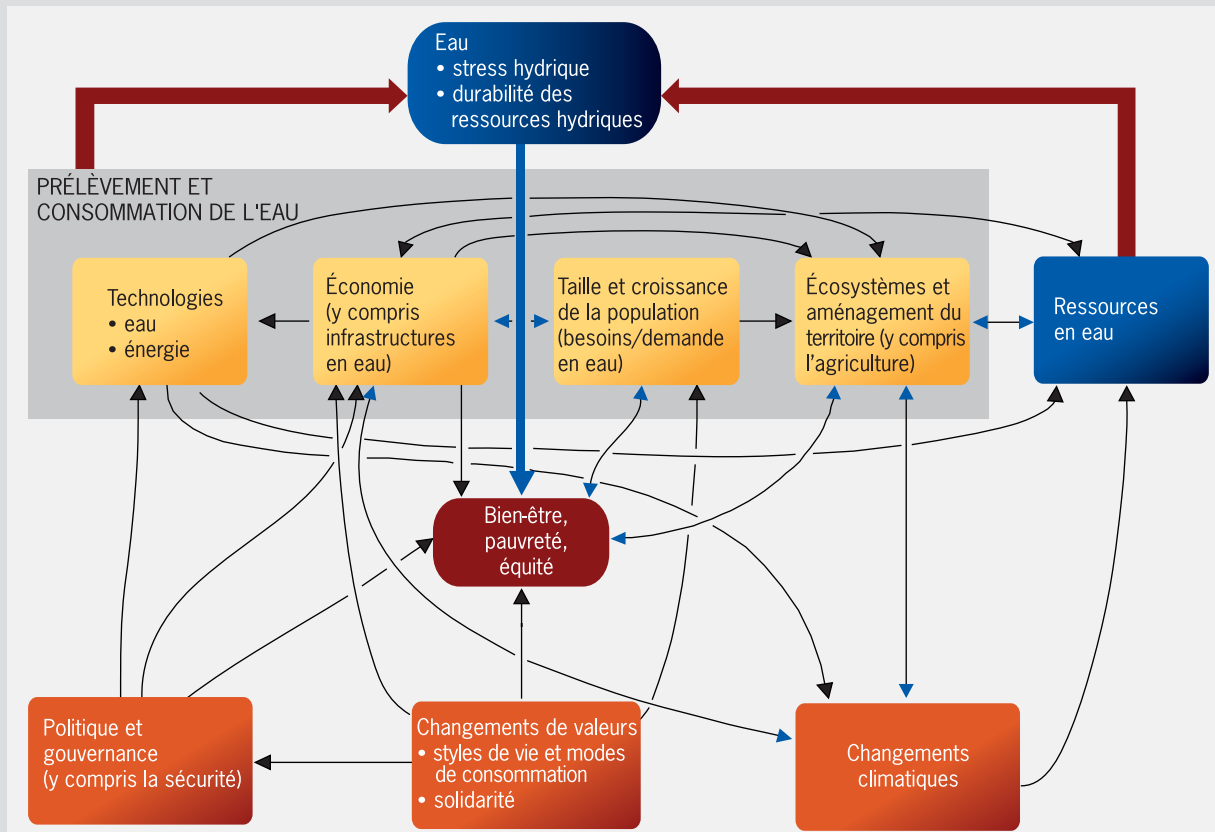 Eau
• stress hydrique
• durabilité des
ressources hydriques
PRÉLÈVEMENT ET
CONSOMMATION DE L'EAU
Technologies
• eau
• énergie
Économie
(y compris
infrastructures
en eau)
Taille et croissance
de la population
(besoins/demande
en eau)
Écosystèmes et
aménagement du
territoire (y compris
l'agriculture)
Ressources
en eau
Bien-être,
pauvreté,
équité
Politique et
gouvernance
(y compris la sécurité)
Changements de valeurs
• styles de vie et modes
de consommation
• solidarité
Changements
climatiques